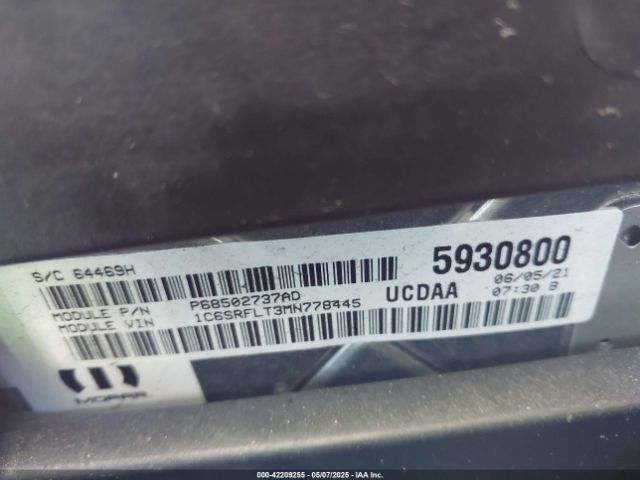 S/C 64469H
5930800
06/05/21
MODULE P/N P68502737AD UCDAA 07:30 B
MODULE VIN 1C6SRFLT3MN778445
MOPAR
000-42209255 - 05/07/2025 - IAA Inc.